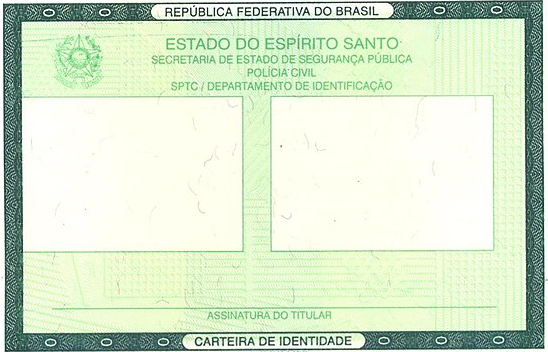 REPÚBLICA FEDERATIVA DO BRASIL
ESTADO DO ESPÍRITO SANTO
SECRETARIA DE ESTADO DE SEGURANÇA PÚBLICA
POLÍCIA CIVIL
SPTC / DEPARTAMENTO DE IDENTIFICAÇÃO
ASSINATURA DO TITULAR
CARTEIRA DE IDENTIDADE